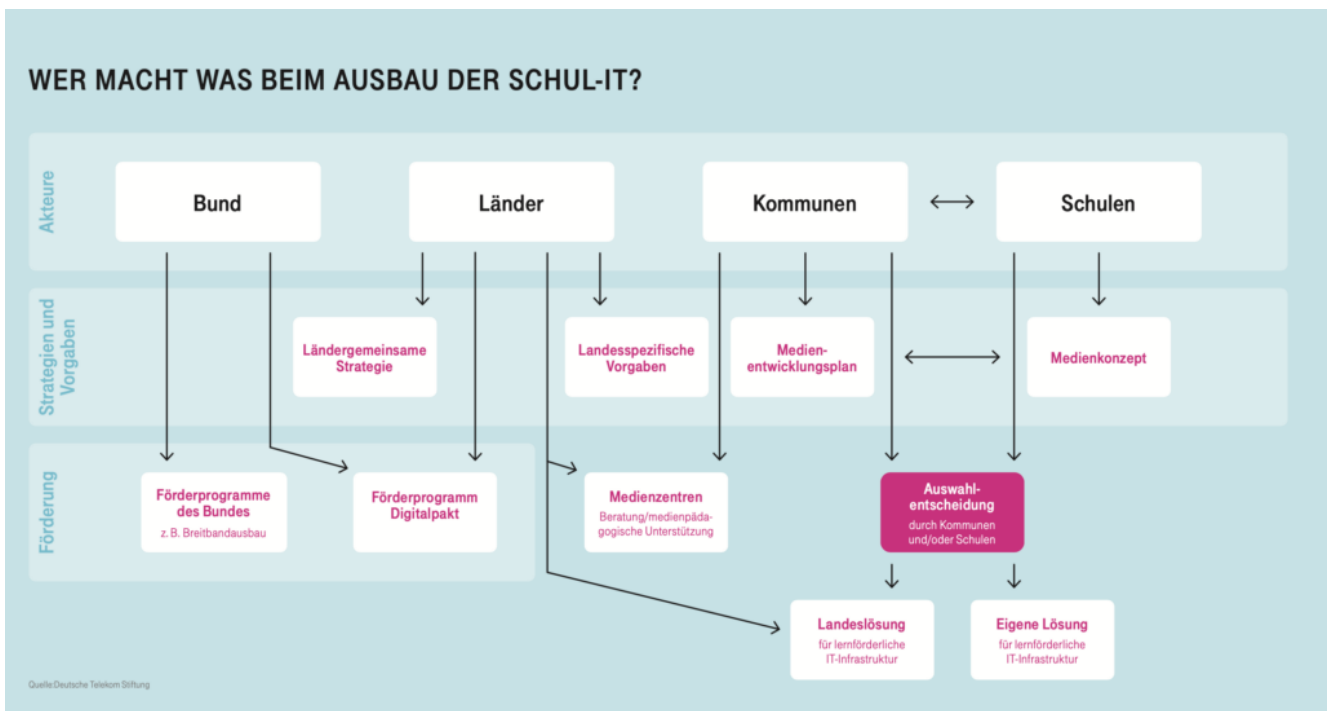 WER MACHT WAS BEIM AUSBAU DER SCHUL-IT?
Akteure
Bund
Länder
Kommunen
Schulen
Strategien und
Vorgaben
Ländergemeinsame
Strategie
Landesspezifische
Vorgaben
Medien-
entwicklungsplan
Medienkonzept
Förderung
Förderprogramme
des Bundes
z. B. Breitbandausbau
Förderprogramm
Digitalpakt
Medienzentren
Beratung/medienpäda-
gogische Unterstützung
Auswahl-
entscheidung
durch Kommunen
und/oder Schulen
Landeslösung
für lernförderliche
IT-Infrastruktur
Eigene Lösung
für lernförderliche
IT-Infrastruktur
Quelle:Deutsche Telekom Stiftung